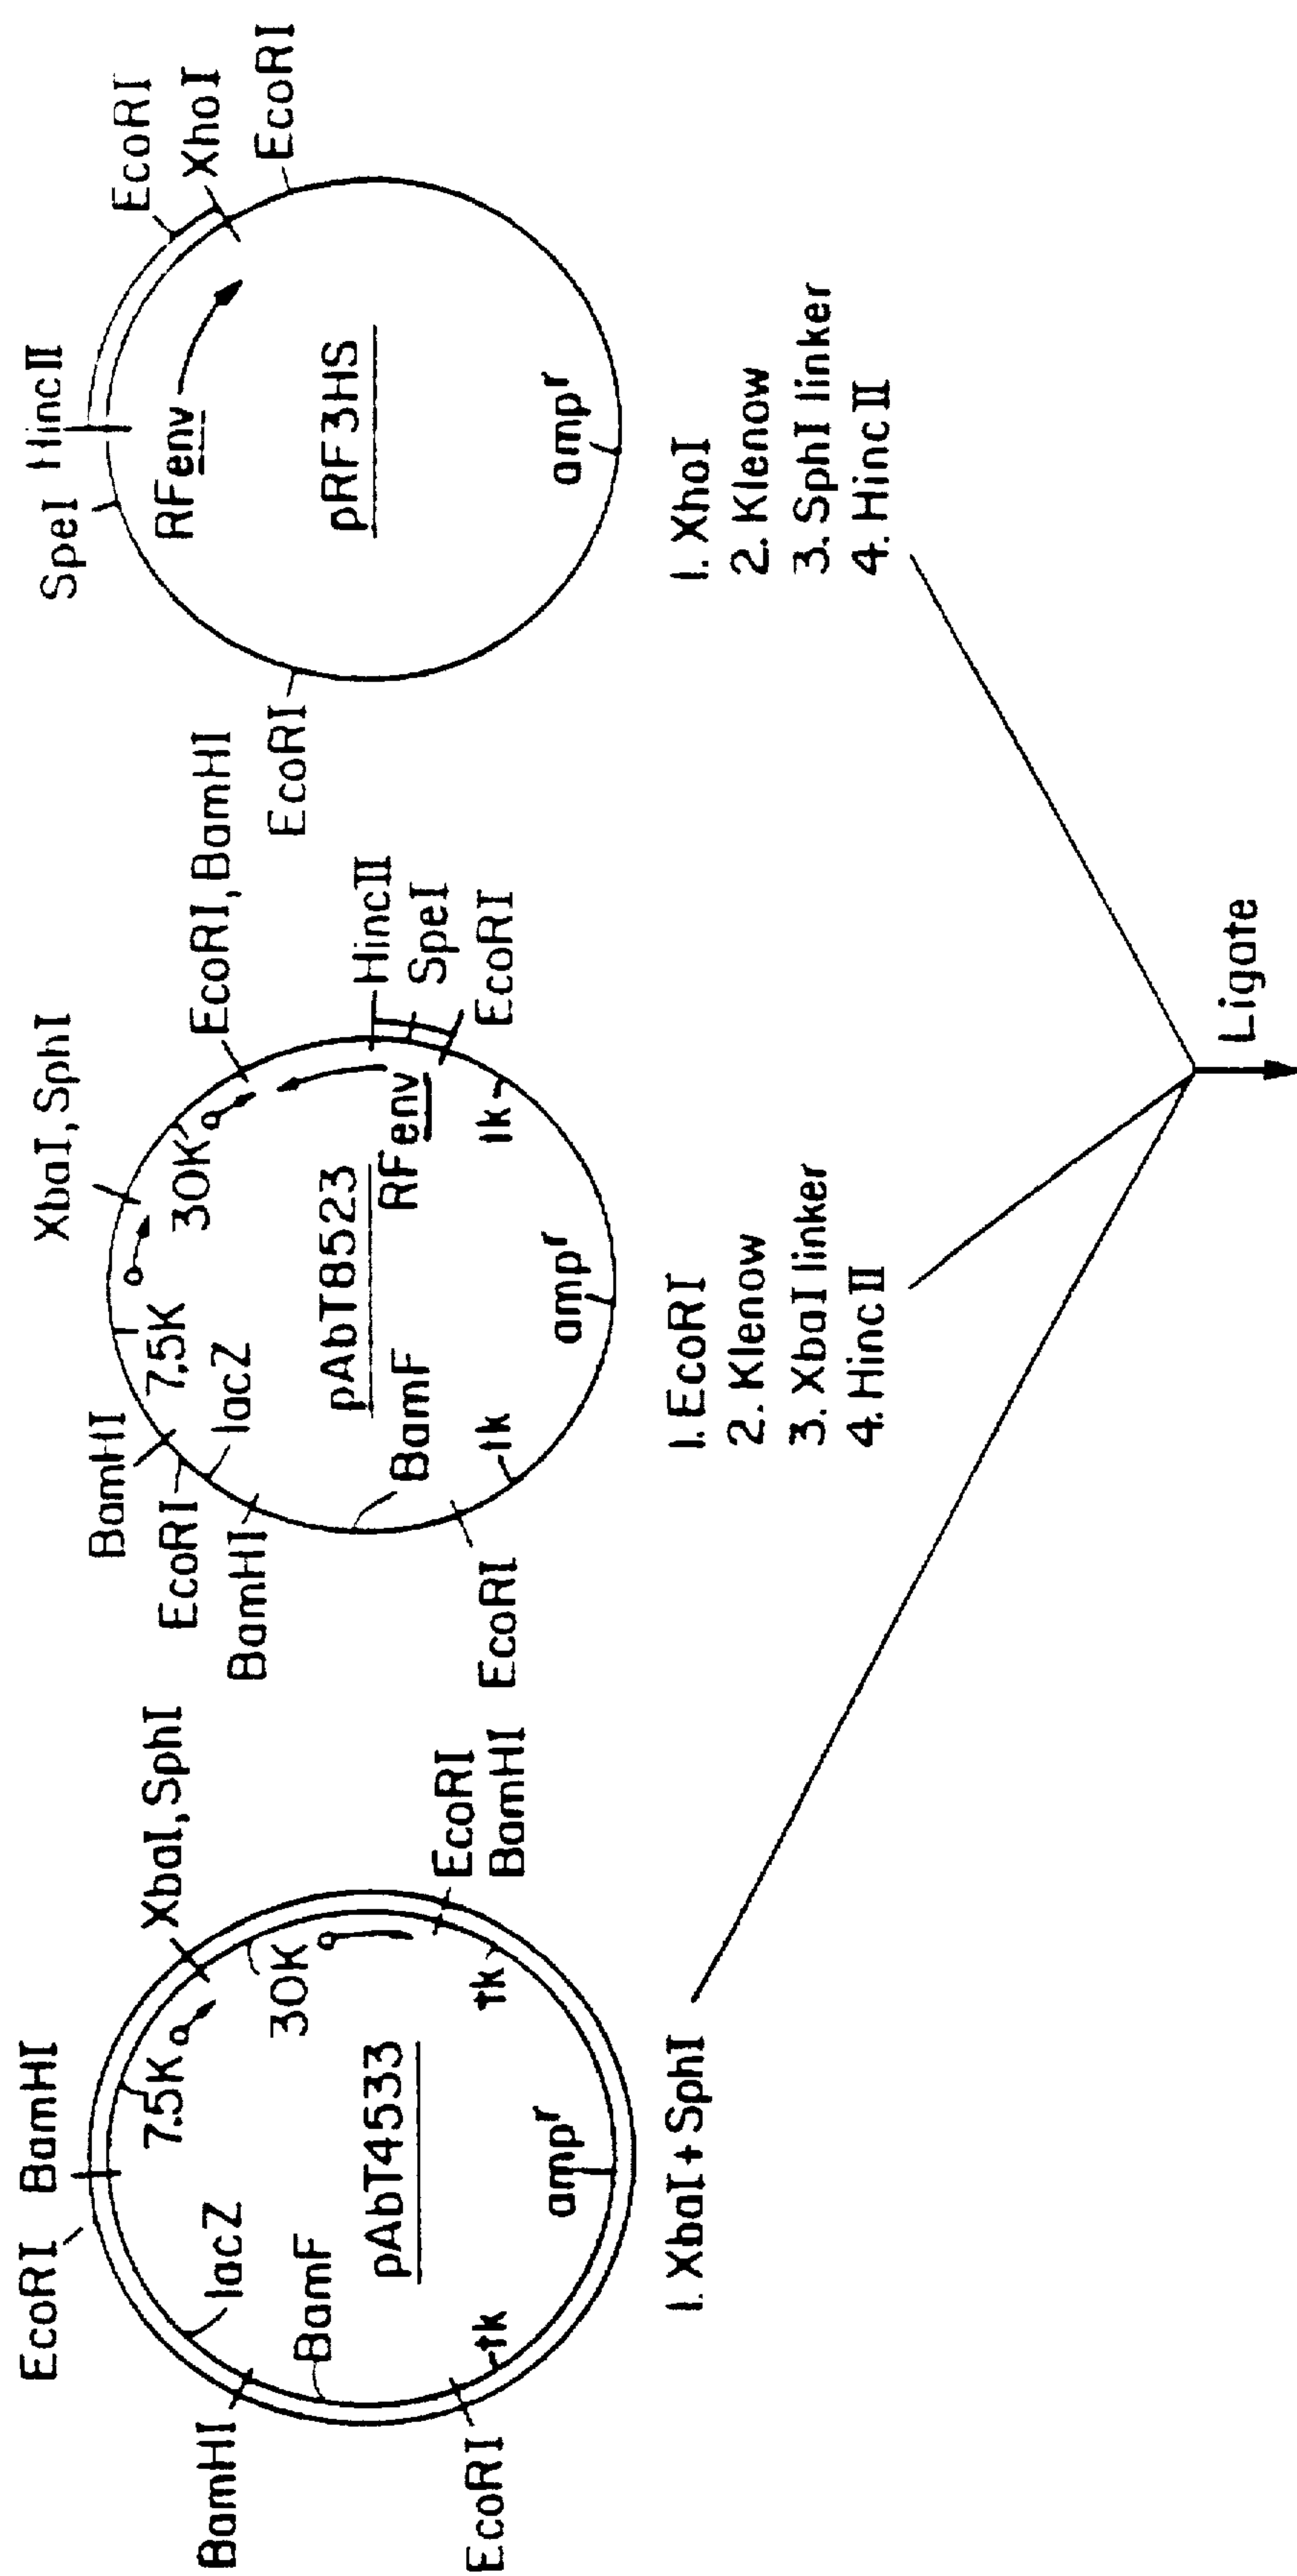 EcoRI BamHI
XbaI, SphI
7.5K
lacZ
30K
BamHI
BamF
pAbT4533
EcoRI
BamHI
EcoRI
tk
tk
ampʳ
1. XbaI + SphI
XbaI, SphI
BamHI
7.5K
30K
EcoRI, BamHI
EcoRI
lacZ
BamHI
pAbT8523
HincII
RFenv
SpeI
BamF
EcoRI
EcoRI
tk
tk
ampʳ
1. EcoRI
2. Klenow
3. XbaI linker
4. HincII
SpeI HincII
EcoRI
XhoI
RFenv
EcoRI
EcoRI
pRF3HS
ampʳ
1. XhoI
2. Klenow
3. SphI linker
4. HincII
Ligate